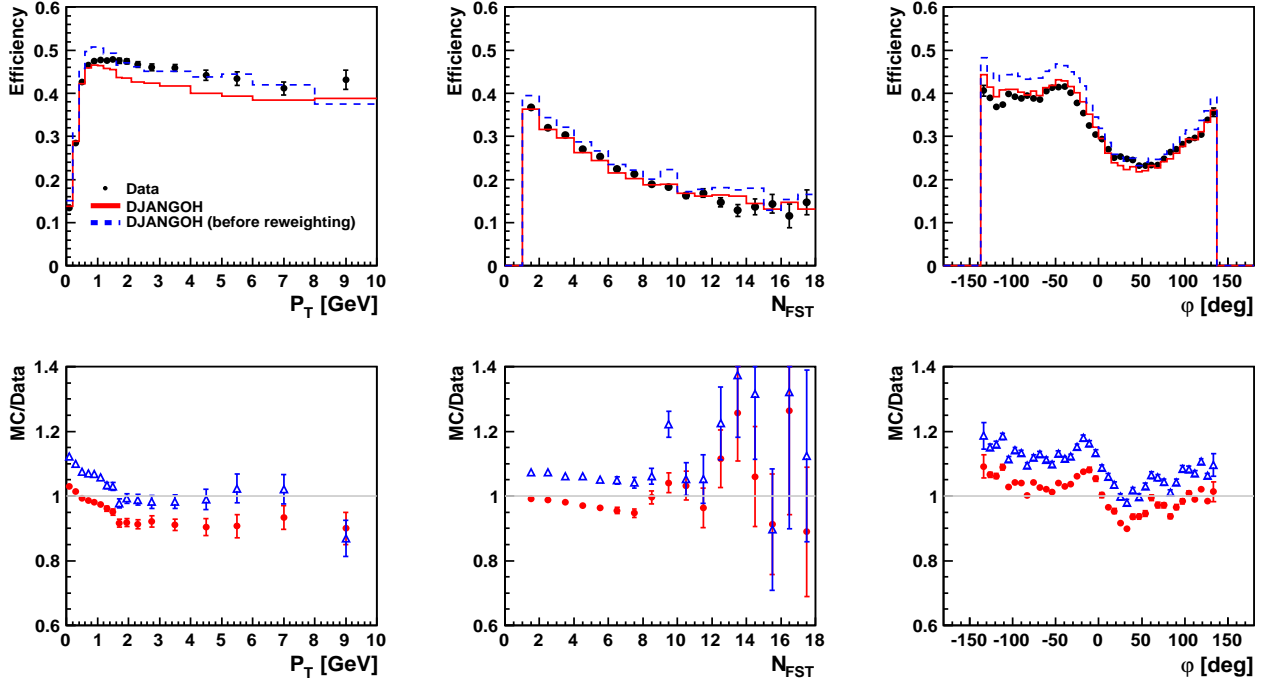 Efficiency
0.6
0.5
0.4
0.3
0.2
0.1
0
Data
DJANGOH
DJANGOH (before reweighting)
0 1 2 3 4 5 6 7 8 9 10
P_T [GeV]
Efficiency
0.6
0.5
0.4
0.3
0.2
0.1
0
2 4 6 8 10 12 14 16 18
N_FST
Efficiency
0.6
0.5
0.4
0.3
0.2
0.1
0
-150 -100 -50 0 50 100 150
φ [deg]
MC/Data
1.4
1.2
1
0.8
0.6
0 1 2 3 4 5 6 7 8 9 10
P_T [GeV]
MC/Data
1.4
1.2
1
0.8
0.6
2 4 6 8 10 12 14 16 18
N_FST
MC/Data
1.4
1.2
1
0.8
0.6
-150 -100 -50 0 50 100 150
φ [deg]